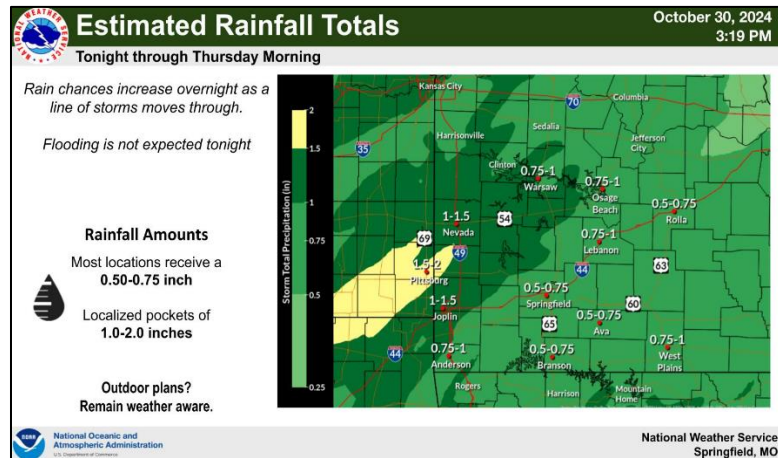 Estimated Rainfall Totals
October 30, 2024
3:19 PM
NATIONAL WEATHER SERVICE
Tonight through Thursday Morning
Rain chances increase overnight as a
line of storms moves through.
Flooding is not expected tonight
Rainfall Amounts
Most locations receive a
0.50-0.75 inch
Localized pockets of
1.0-2.0 inches
Outdoor plans?
Remain weather aware.
Storm Total Precipitation (in)
2
1.5
1
0.75
0.5
0.25
Kansas City
70
Columbia
Harrisonville
Sedalia
Jefferson
City
35
Clinton
0.75-1
Warsaw
0.75-1
Osage
Beach
0.5-0.75
Rolla
1-1.5
Nevada
54
69
49
0.75-1
Lebanon
63
44
1.5-2
Pittsburg
0.5-0.75
Springfield
60
1-1.5
Joplin
65
0.5-0.75
Ava
44
0.75-1
Anderson
0.5-0.75
Branson
0.75-1
West
Plains
Rogers
Harrison
Mountain
Home
NOAA
National Oceanic and
Atmospheric Administration
U.S. Department of Commerce
National Weather Service
Springfield, MO